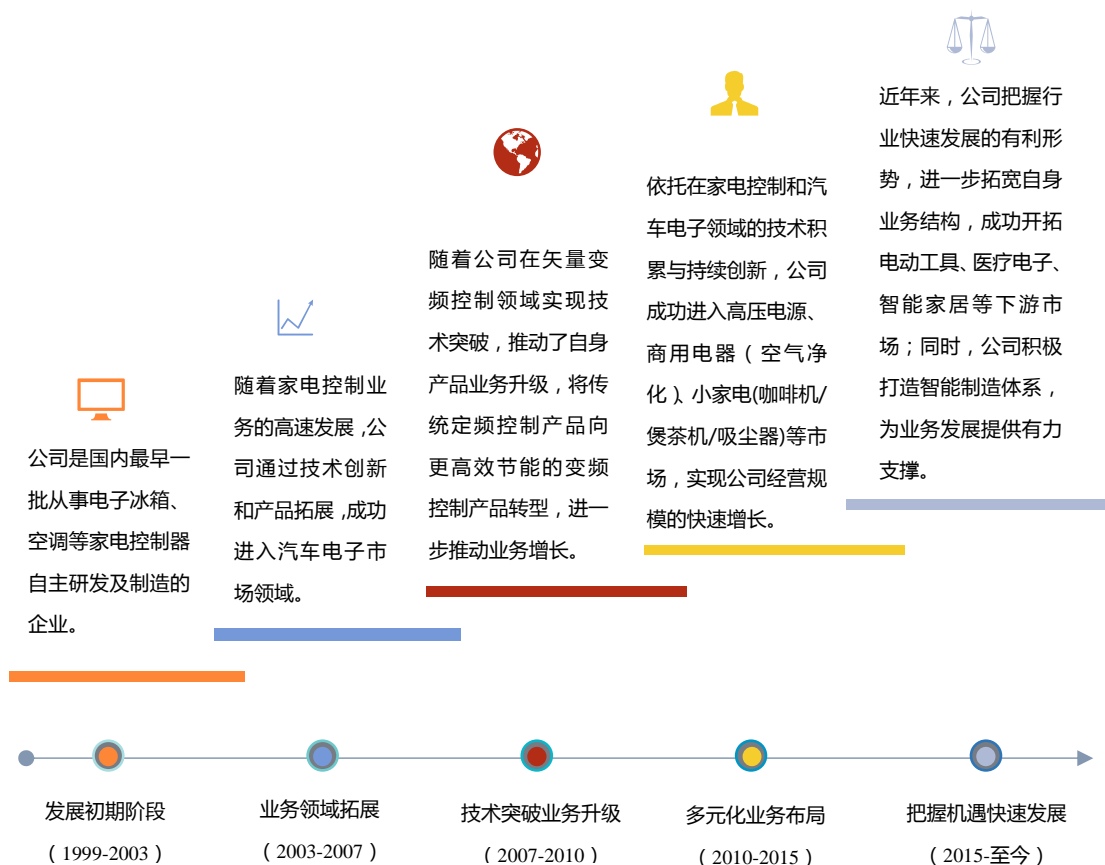 公司是国内最早一
批从事电子冰箱、
空调等家电控制器
自主研发及制造的
企业。
随着家电控制业
务的高速发展,公
司通过技术创新
和产品拓展,成功
进入汽车电子市
场领域。
随着公司在矢量变
频控制领域实现技
术突破，推动了自身
产品业务升级，将传
统定频控制产品向
更高效节能的变频
控制产品转型，进一
步推动业务增长。
依托在家电控制和汽
车电子领域的技术积
累与持续创新，公司
成功进入高压电源、
商用电器（空气净
化）、小家电(咖啡机/
煲茶机/吸尘器)等市
场，实现公司经营规
模的快速增长。
近年来，公司把握行
业快速发展的有利形
势，进一步拓宽自身
业务结构，成功开拓
电动工具、医疗电子、
智能家居等下游市
场；同时，公司积极
打造智能制造体系，
为业务发展提供有力
支撑。
发展初期阶段
（1999-2003）
业务领域拓展
（2003-2007）
技术突破业务升级
（2007-2010）
多元化业务布局
（2010-2015）
把握机遇快速发展
（2015-至今）